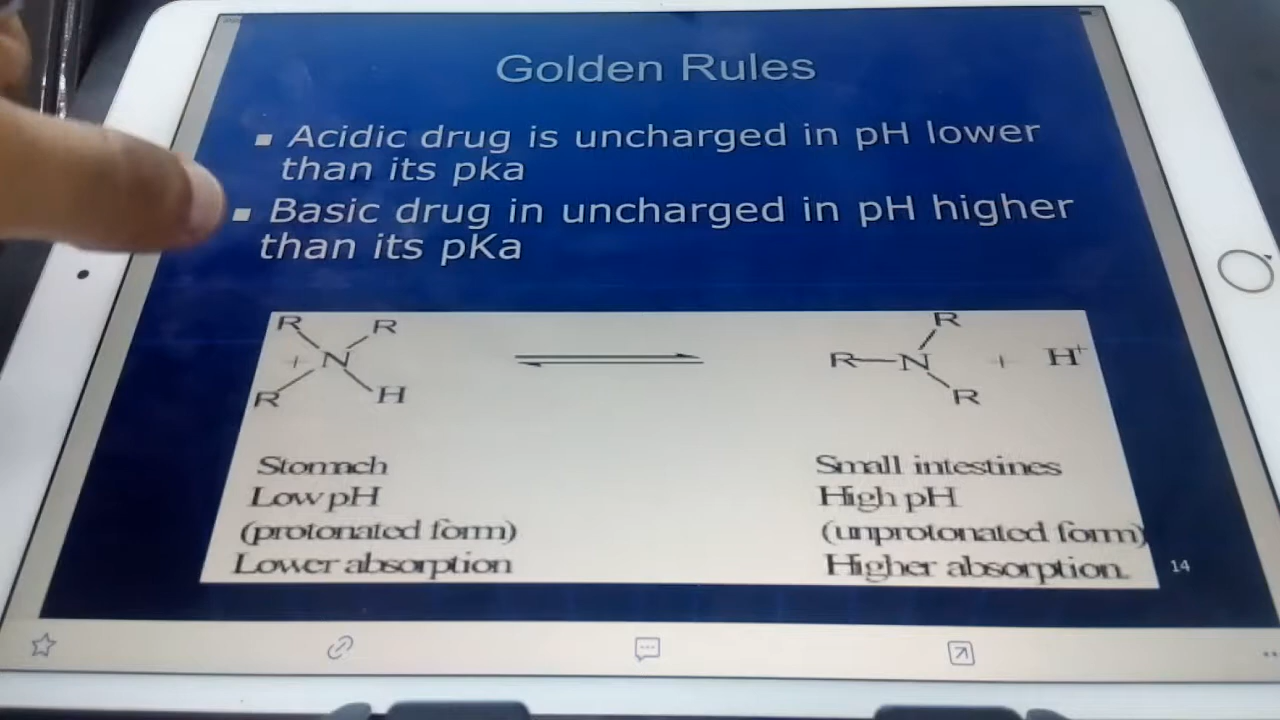 Golden Rules
Acidic drug is uncharged in pH lower
than its pka
Basic drug in uncharged in pH higher
than its pKa
R R
+ N
R H
R
R N + H+
R
Stomach
Low pH
(protonated form)
Lower absorption
Small intestines
High pH
(unprotonated form)
Higher absorption.
14